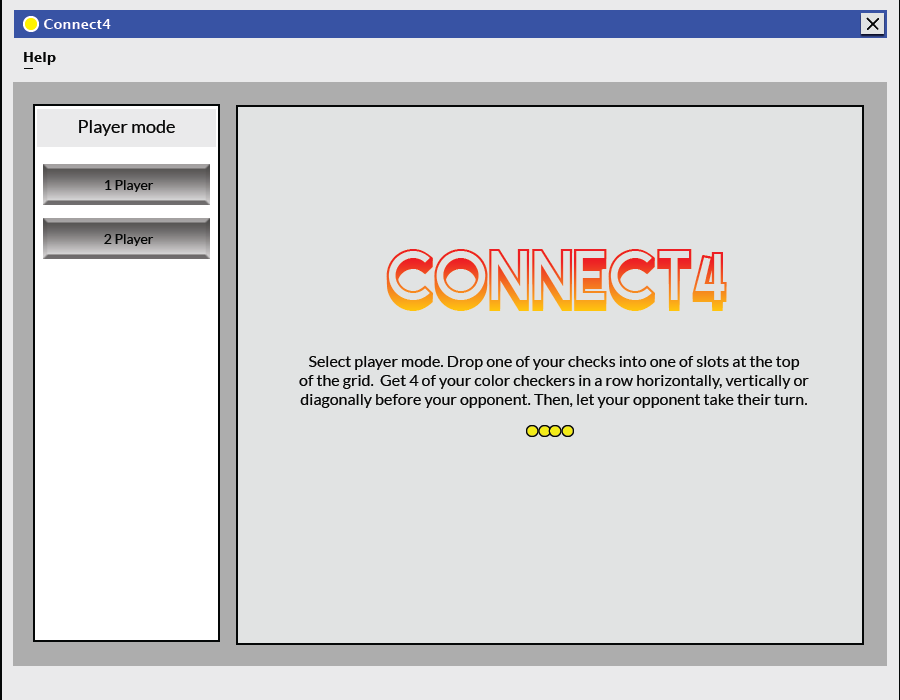 Connect4
Help
Player mode
1 Player
2 Player
CONNECT4
Select player mode. Drop one of your checks into one of slots at the top
of the grid.  Get 4 of your color checkers in a row horizontally, vertically or
diagonally before your opponent. Then, let your opponent take their turn.